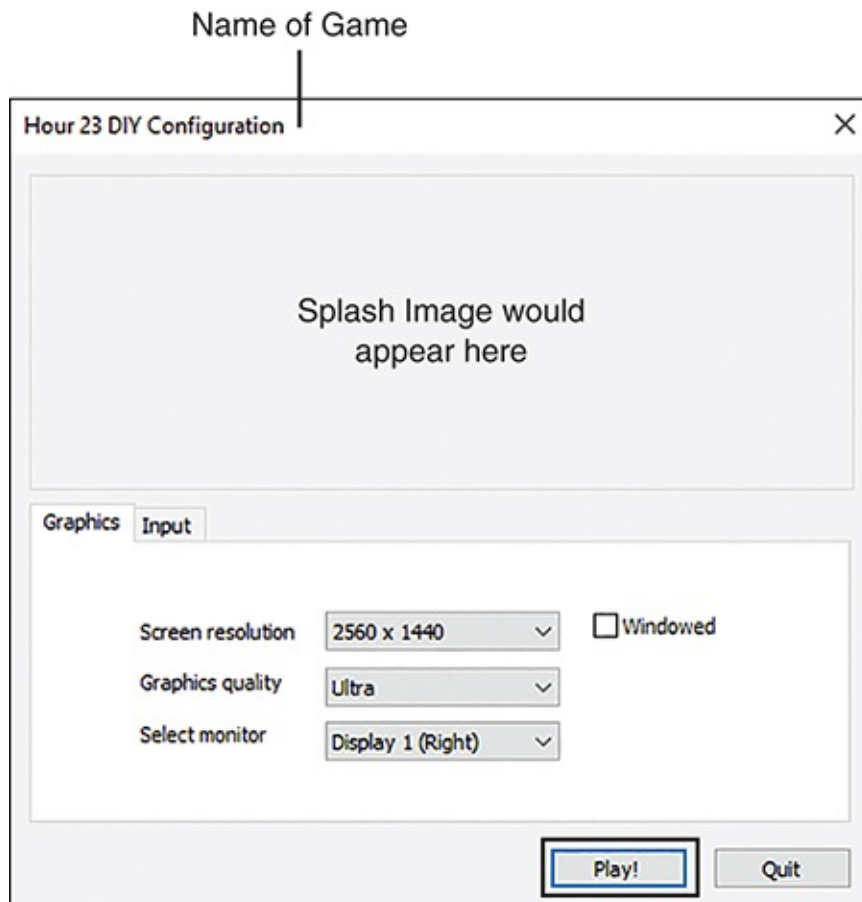 Name of Game
Hour 23 DIY Configuration
Splash Image would
appear here
Graphics Input
Screen resolution 2560 x 1440 Windowed
Graphics quality Ultra
Select monitor Display 1 (Right)
Play! Quit